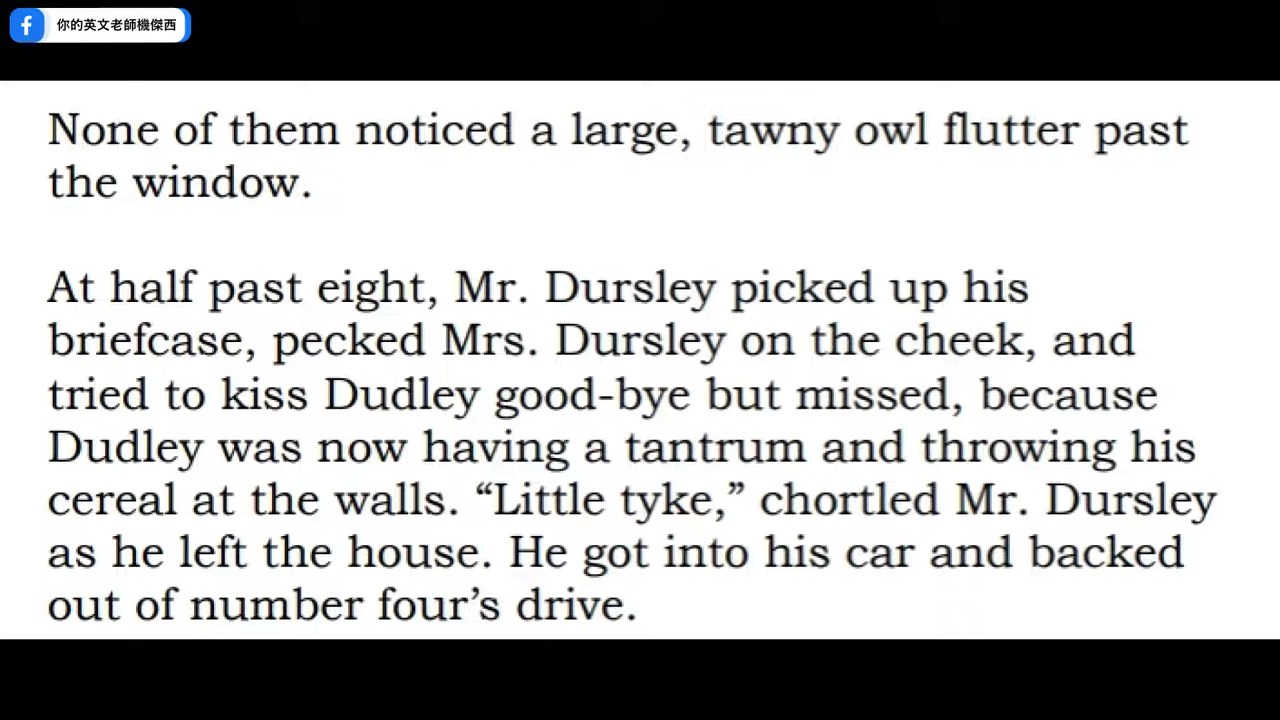 你的英文老師機傑西
None of them noticed a large, tawny owl flutter past
the window.
At half past eight, Mr. Dursley picked up his
briefcase, pecked Mrs. Dursley on the cheek, and
tried to kiss Dudley good-bye but missed, because
Dudley was now having a tantrum and throwing his
cereal at the walls. “Little tyke,” chortled Mr. Dursley
as he left the house. He got into his car and backed
out of number four’s drive.